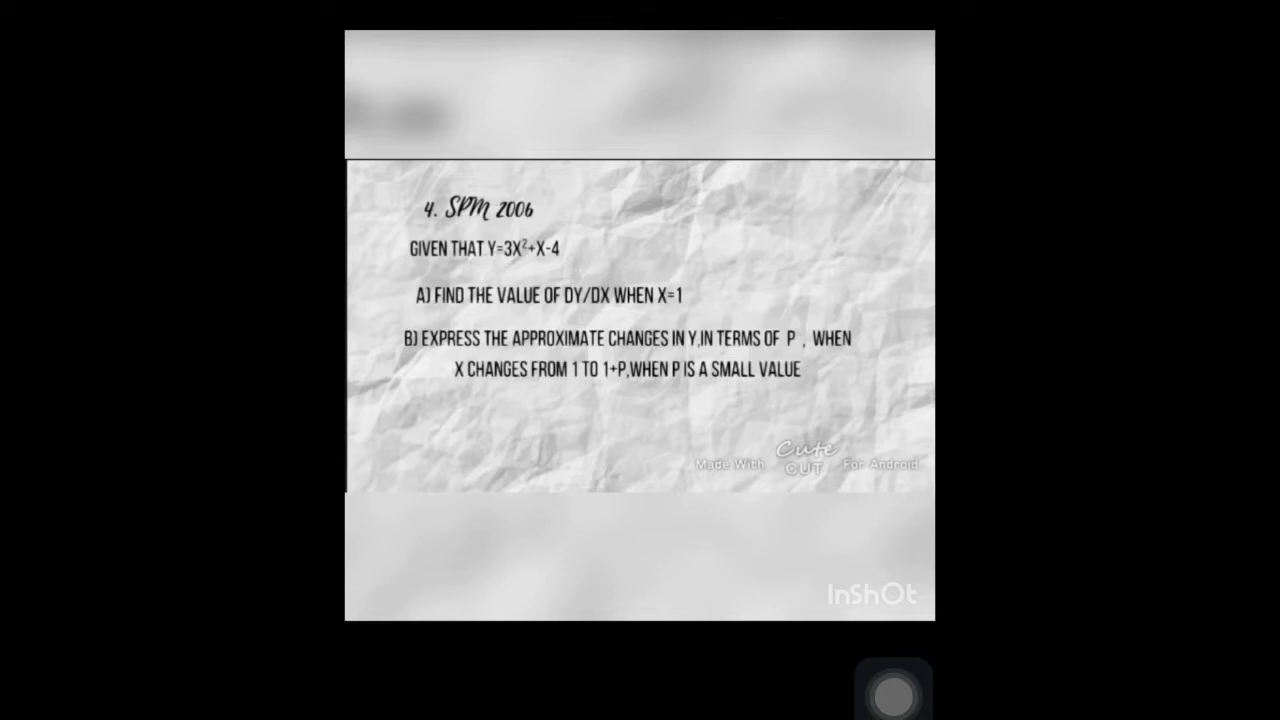 4. SPM 2006
GIVEN THAT Y=3X²+X-4
A) FIND THE VALUE OF DY/DX WHEN X=1
B) EXPRESS THE APPROXIMATE CHANGES IN Y,IN TERMS OF P , WHEN
X CHANGES FROM 1 TO 1+P,WHEN P IS A SMALL VALUE
Made With Cute CUT For Android
InShOt